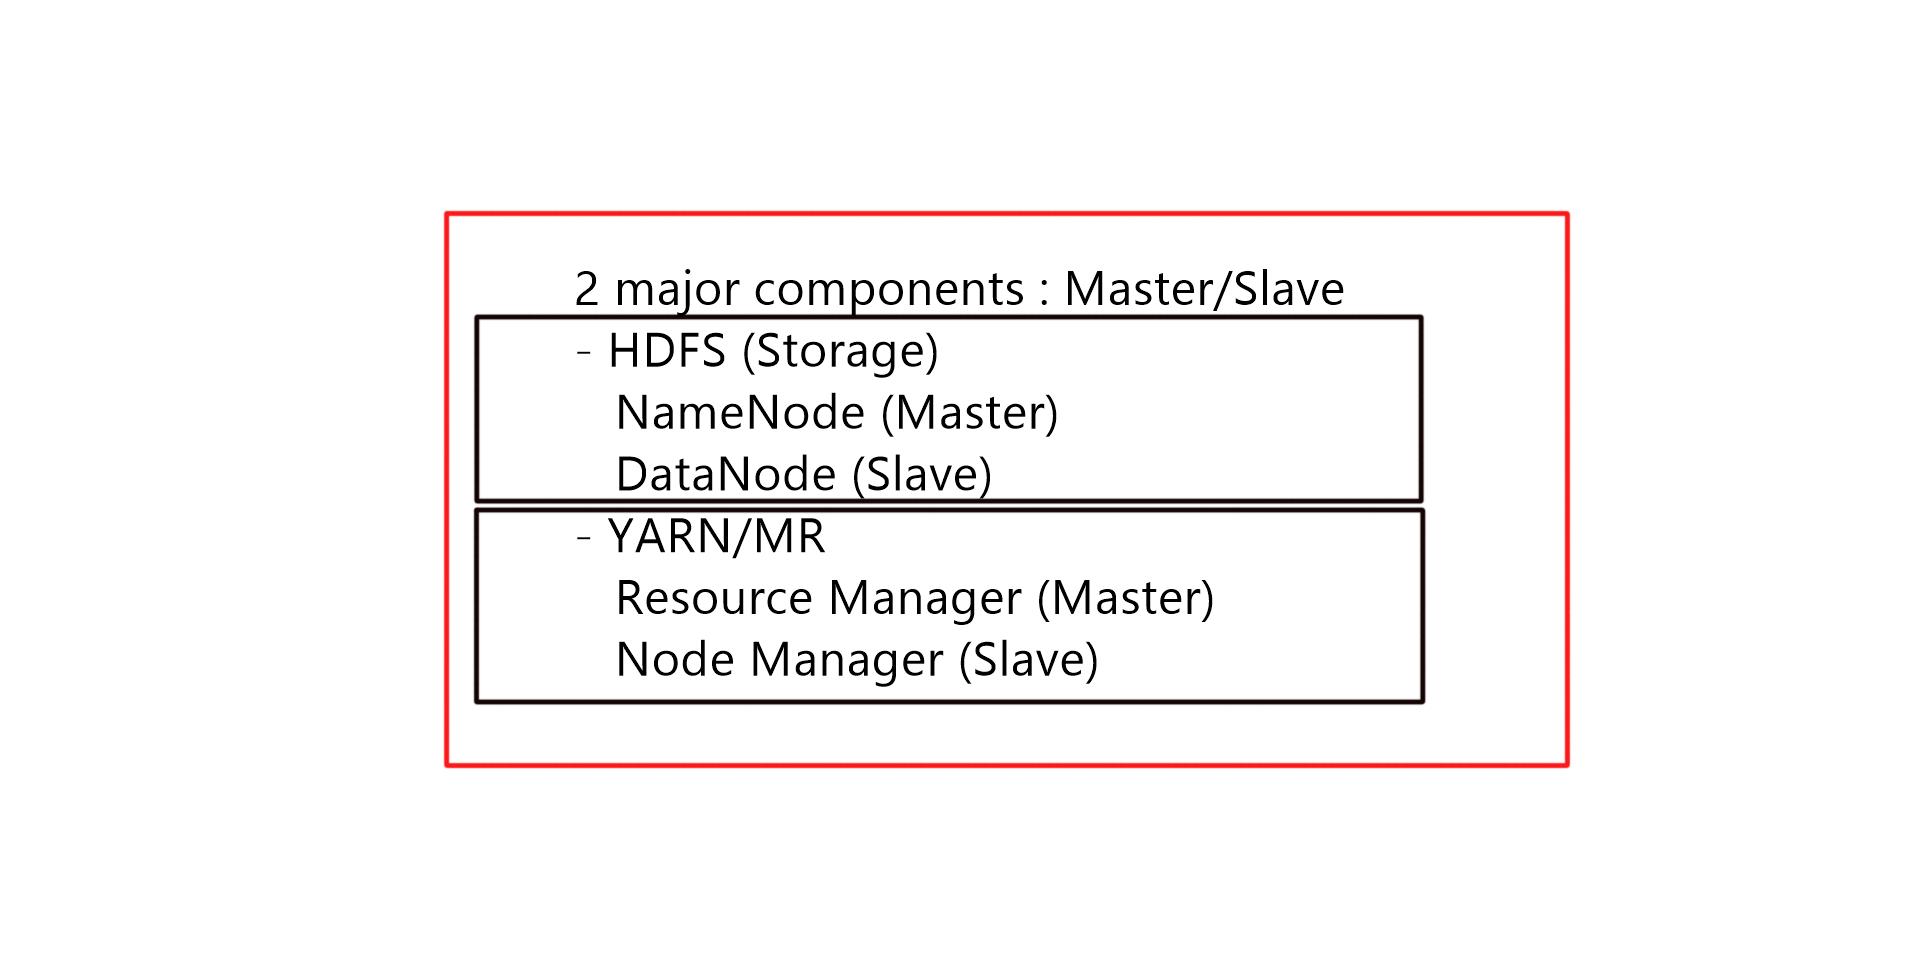 2 major components : Master/Slave
- HDFS (Storage)
NameNode (Master)
DataNode (Slave)
- YARN/MR
Resource Manager (Master)
Node Manager (Slave)